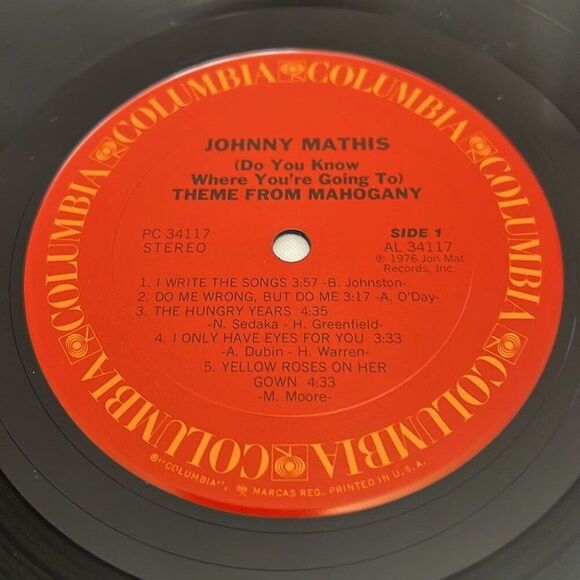 COLUMBIA COLUMBIA COLUMBIA COLUMBIA COLUMBIA COLUMBIA COLUMBIA COLUMBIA
JOHNNY MATHIS
(Do You Know
Where You're Going To)
THEME FROM MAHOGANY
PC 34117
STEREO
SIDE 1
AL 34117
℗ 1976 Jon Mat
Records, Inc.
1. I WRITE THE SONGS 3:57 -B. Johnston-
2. DO ME WRONG, BUT DO ME 3:17 -A. O'Day-
3. THE HUNGRY YEARS 4:35
-N. Sedaka - H. Greenfield-
4. I ONLY HAVE EYES FOR YOU 3:33
-A. Dubin - H. Warren-
5. YELLOW ROSES ON HER
GOWN 4:33
-M. Moore-
®"COLUMBIA", MARCAS REG. PRINTED IN U.S.A.